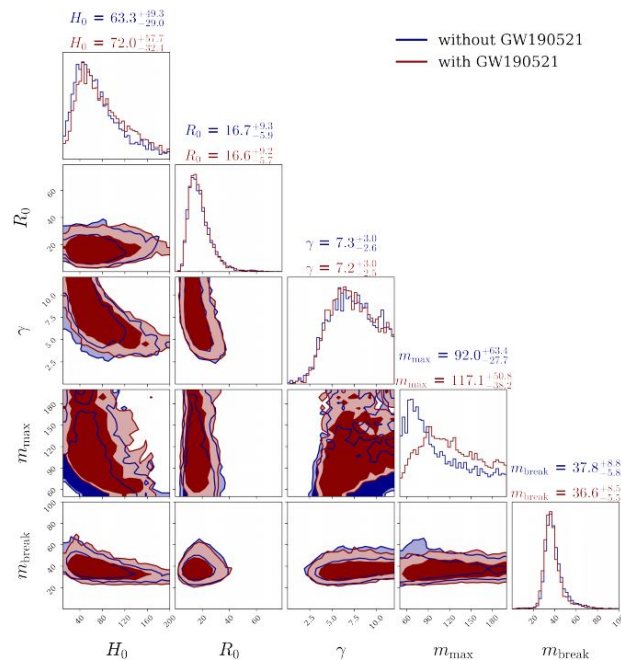 H₀ = 63.3 +49.3 −29.0
H₀ = 72.0 +57.7 −32.4
without GW190521
with GW190521
R₀ = 16.7 +9.3 −5.9
R₀ = 16.6 +9.2 −5.7
γ = 7.3 +3.0 −2.6
γ = 7.2 +3.0 −2.5
m_max = 92.0 +63.4 −27.7
m_max = 117.1 +50.8 −38.2
m_break = 37.8 +8.8 −5.8
m_break = 36.6 +8.5
R₀
60
40
20
γ
10.0
7.5
5.0
2.5
m_max
180
150
120
90
60
m_break
100
80
60
40
20
40 80 120 160 200
20 40 60
2.5 5.0 7.5 10.0
60 90 120 150 180
20 40 60 80 100
H₀
R₀
γ
m_max
m_break